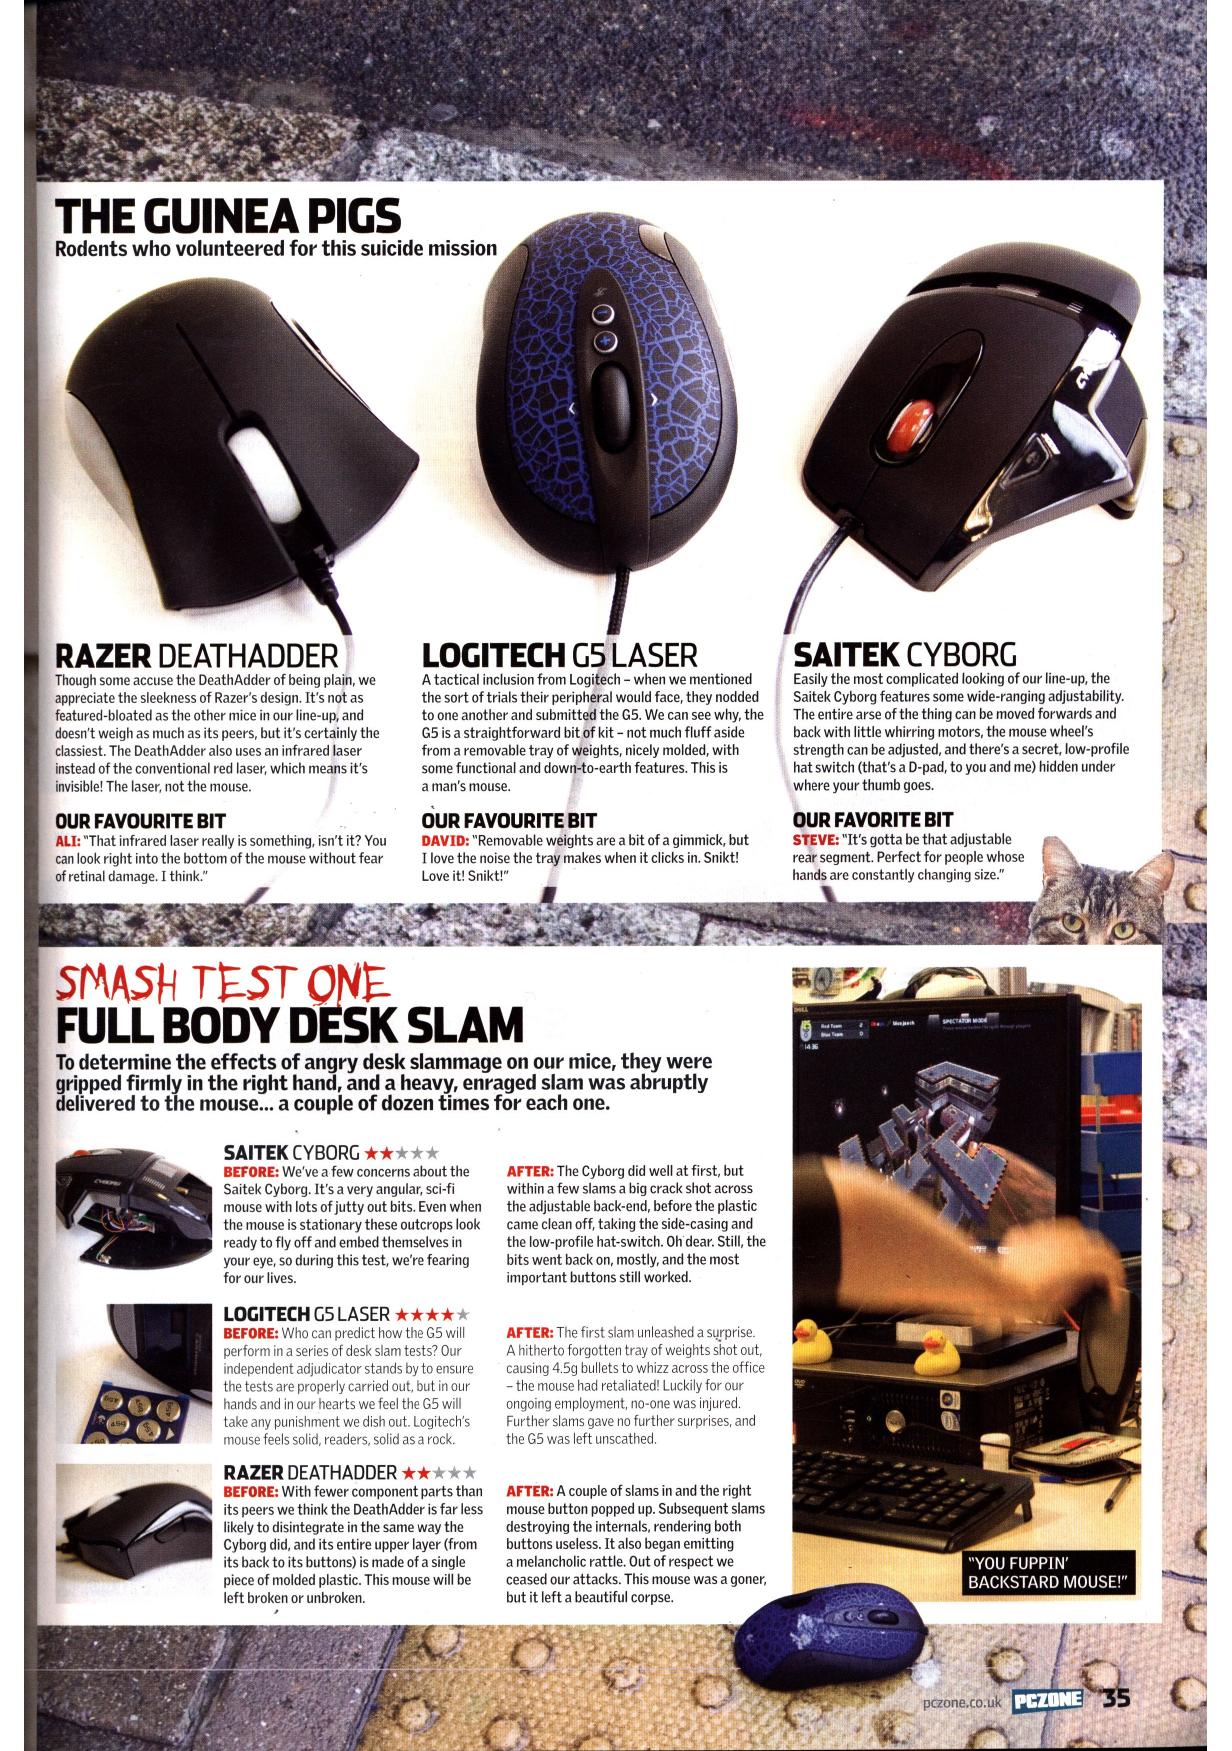 THE GUINEA PIGS
Rodents who volunteered for this suicide mission
RAZER DEATHADDER
Though some accuse the DeathAdder of being plain, we
appreciate the sleekness of Razer's design. It's not as
featured-bloated as the other mice in our line-up, and
doesn't weigh as much as its peers, but it's certainly the
classiest. The DeathAdder also uses an infrared laser
instead of the conventional red laser, which means it's
invisible! The laser, not the mouse.
OUR FAVOURITE BIT
ALI: "That infrared laser really is something, isn't it? You
can look right into the bottom of the mouse without fear
of retinal damage. I think."
LOGITECH G5 LASER
A tactical inclusion from Logitech – when we mentioned
the sort of trials their peripheral would face, they nodded
to one another and submitted the G5. We can see why, the
G5 is a straightforward bit of kit – not much fluff aside
from a removable tray of weights, nicely molded, with
some functional and down-to-earth features. This is
a man's mouse.
OUR FAVOURITE BIT
DAVID: "Removable weights are a bit of a gimmick, but
I love the noise the tray makes when it clicks in. Snikt!
Love it! Snikt!"
SAITEK CYBORG
Easily the most complicated looking of our line-up, the
Saitek Cyborg features some wide-ranging adjustability.
The entire arse of the thing can be moved forwards and
back with little whirring motors, the mouse wheel's
strength can be adjusted, and there's a secret, low-profile
hat switch (that's a D-pad, to you and me) hidden under
where your thumb goes.
OUR FAVORITE BIT
STEVE: "It's gotta be that adjustable
rear segment. Perfect for people whose
hands are constantly changing size."
SMASH TEST ONE
FULL BODY DESK SLAM
To determine the effects of angry desk slammage on our mice, they were
gripped firmly in the right hand, and a heavy, enraged slam was abruptly
delivered to the mouse... a couple of dozen times for each one.
SAITEK CYBORG ★★★★★
BEFORE: We've a few concerns about the
Saitek Cyborg. It's a very angular, sci-fi
mouse with lots of jutty out bits. Even when
the mouse is stationary these outcrops look
ready to fly off and embed themselves in
your eye, so during this test, we're fearing
for our lives.
AFTER: The Cyborg did well at first, but
within a few slams a big crack shot across
the adjustable back-end, before the plastic
came clean off, taking the side-casing and
the low-profile hat-switch. Oh dear. Still, the
bits went back on, mostly, and the most
important buttons still worked.
LOGITECH G5 LASER ★★★★★
BEFORE: Who can predict how the G5 will
perform in a series of desk slam tests? Our
independent adjudicator stands by to ensure
the tests are properly carried out, but in our
hands and in our hearts we feel the G5 will
take any punishment we dish out. Logitech's
mouse feels solid, readers, solid as a rock.
AFTER: The first slam unleashed a surprise.
A hitherto forgotten tray of weights shot out,
causing 4.5g bullets to whizz across the office
– the mouse had retaliated! Luckily for our
ongoing employment, no-one was injured.
Further slams gave no further surprises, and
the G5 was left unscathed.
RAZER DEATHADDER ★★★★★
BEFORE: With fewer component parts than
its peers we think the DeathAdder is far less
likely to disintegrate in the same way the
Cyborg did, and its entire upper layer (from
its back to its buttons) is made of a single
piece of molded plastic. This mouse will be
left broken or unbroken.
AFTER: A couple of slams in and the right
mouse button popped up. Subsequent slams
destroying the internals, rendering both
buttons useless. It also began emitting
a melancholic rattle. Out of respect we
ceased our attacks. This mouse was a goner,
but it left a beautiful corpse.
DELL
Red Team 2
Blue Team 0
SPECTATOR MODE
14:36
"YOU FUPPIN'
BACKSTARD MOUSE!"
pczone.co.uk PCZONE 35